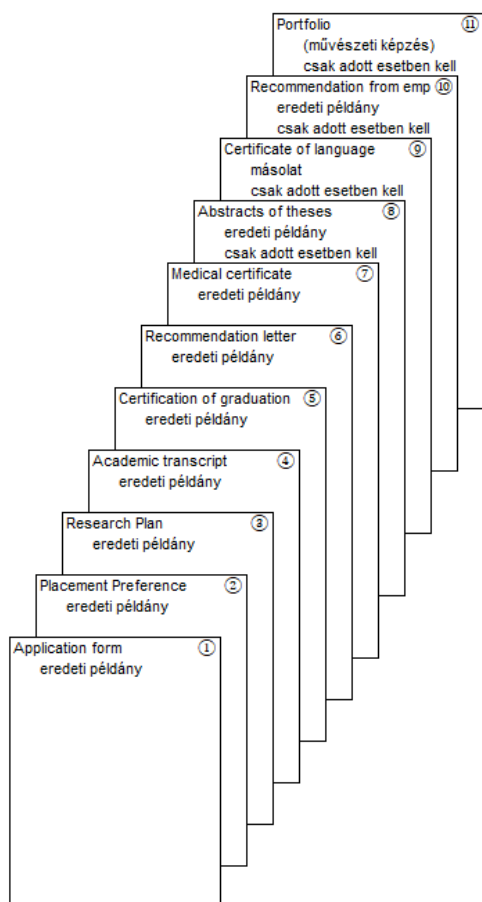 Portfolio ⑪
(művészeti képzés)
csak adott esetben kell
Recommendation from emp ⑩
eredeti példány
csak adott esetben kell
Certificate of language ⑨
másolat
csak adott esetben kell
Abstracts of theses ⑧
eredeti példány
csak adott esetben kell
Medical certificate ⑦
eredeti példány
Recommendation letter ⑥
eredeti példány
Certification of graduation ⑤
eredeti példány
Academic transcript ④
eredeti példány
Research Plan ③
eredeti példány
Placement Preference ②
eredeti példány
Application form ①
eredeti példány